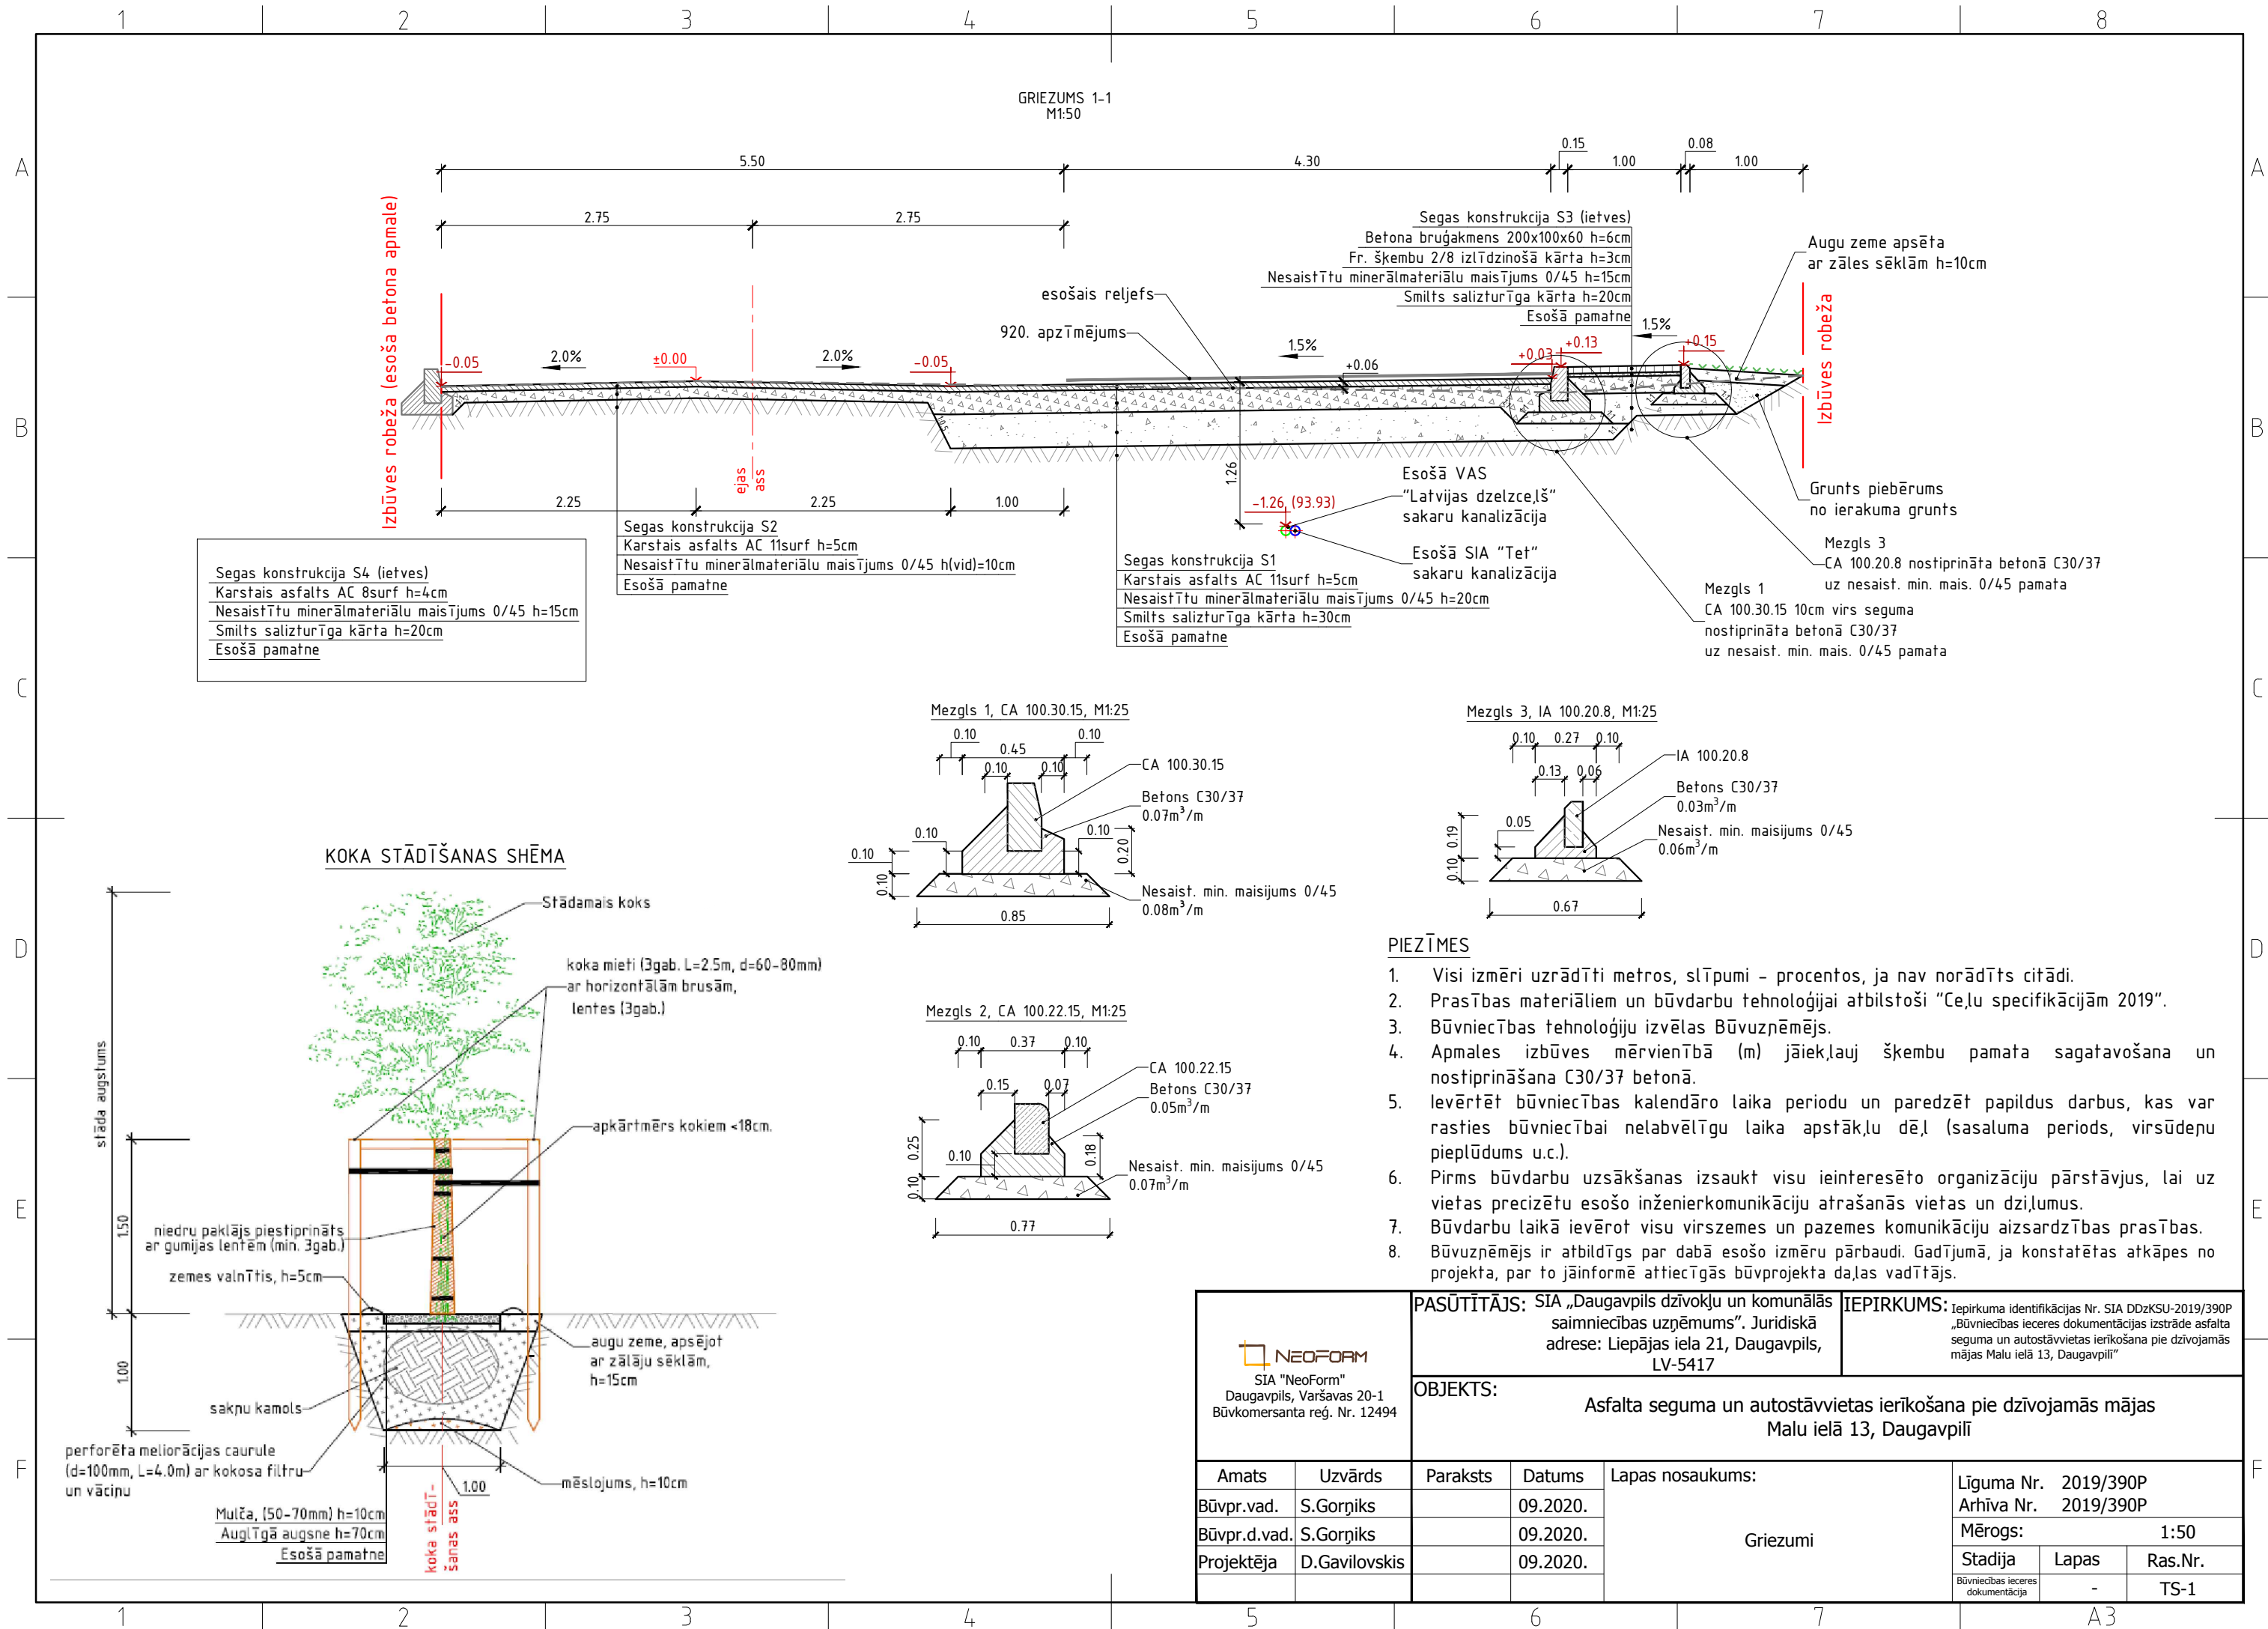 1 2 3 4 5 6 7 8
A
B
C
D
E
F
GRIEZUMS 1-1
M1:50
5.50
4.30
0.15
1.00
0.08
1.00
2.75
2.75
Izbūves robeža (esoša betona apmale)
-0.05
2.0%
±0.00
2.0%
-0.05
esošais reljefs
920. apzīmējums
1.5%
+0.06
Segas konstrukcija S3 (ietves)
Betona bruģakmens 200x100x60 h=6cm
Fr. šķembu 2/8 izlīdzinošā kārta h=3cm
Nesaistītu minerālmateriālu maisījums 0/45 h=15cm
Smilts salizturīga kārta h=20cm
Esošā pamatne
+0.03
+0.13
1.5%
+0.15
Augu zeme apsēta
ar zāles sēklām h=10cm
Izbūves robeža
1:0.5
1:1
1:1
1.26
2.25
2.25
1.00
ejas
ass
-1.26 (93.93)
Esošā VAS
"Latvijas dzelzceļš"
sakaru kanalizācija
Esošā SIA "Tet"
sakaru kanalizācija
Grunts piebērums
no ierakuma grunts
Mezgls 3
CA 100.20.8 nostiprināta betonā C30/37
uz nesaist. min. mais. 0/45 pamata
Mezgls 1
CA 100.30.15 10cm virs seguma
nostiprināta betonā C30/37
uz nesaist. min. mais. 0/45 pamata
Segas konstrukcija S4 (ietves)
Karstais asfalts AC 8surf h=4cm
Nesaistītu minerālmateriālu maisījums 0/45 h=15cm
Smilts salizturīga kārta h=20cm
Esošā pamatne
Segas konstrukcija S2
Karstais asfalts AC 11surf h=5cm
Nesaistītu minerālmateriālu maisījums 0/45 h(vid)=10cm
Esošā pamatne
Segas konstrukcija S1
Karstais asfalts AC 11surf h=5cm
Nesaistītu minerālmateriālu maisījums 0/45 h=20cm
Smilts salizturīga kārta h=30cm
Esošā pamatne
Mezgls 1, CA 100.30.15, M1:25
0.10
0.45
0.10
0.10
0.10
CA 100.30.15
Betons C30/37
0.07m³/m
0.10
0.10
0.10
0.10
0.20
Nesaist. min. maisijums 0/45
0.08m³/m
0.85
Mezgls 3, IA 100.20.8, M1:25
0.10
0.27
0.10
0.13
0.06
IA 100.20.8
Betons C30/37
0.03m³/m
0.05
0.19
0.10
Nesaist. min. maisijums 0/45
0.06m³/m
0.67
Mezgls 2, CA 100.22.15, M1:25
0.10
0.37
0.10
0.15
0.07
CA 100.22.15
Betons C30/37
0.05m³/m
0.25
0.10
0.10
0.18
Nesaist. min. maisijums 0/45
0.07m³/m
0.77
KOKA STĀDĪŠANAS SHĒMA
Stādamais koks
koka mieti (3gab. L=2.5m, d=60-80mm)
ar horizontālām brusām,
lentes (3gab.)
stāda augstums
apkārtmērs kokiem <18cm.
1.50
niedru paklājs piestiprināts
ar gumijas lentēm (min. 3gab.)
zemes valnītis, h=5cm
1.00
augu zeme, apsējot
ar zālāju sēklām,
h=15cm
sakņu kamols
perforēta meliorācijas caurule
(d=100mm, L=4.0m) ar kokosa filtru
un vāciņu
1.00
mēslojums, h=10cm
Mulča, (50-70mm) h=10cm
Auglīgā augsne h=70cm
Esošā pamatne
koka stādī-
šanas ass
PIEZĪMES
1. Visi izmēri uzrādīti metros, slīpumi - procentos, ja nav norādīts citādi.
2. Prasības materiāliem un būvdarbu tehnoloģijai atbilstoši "Ceļu specifikācijām 2019".
3. Būvniecības tehnoloģiju izvēlas Būvuzņēmējs.
4. Apmales izbūves mērvienībā (m) jāiekļauj šķembu pamata sagatavošana un
nostiprināšana C30/37 betonā.
5. Ievērtēt būvniecības kalendāro laika periodu un paredzēt papildus darbus, kas var
rasties būvniecībai nelabvēlīgu laika apstākļu dēļ (sasaluma periods, virsūdeņu
pieplūdums u.c.).
6. Pirms būvdarbu uzsākšanas izsaukt visu ieinteresēto organizāciju pārstāvjus, lai uz
vietas precizētu esošo inženierkomunikāciju atrašanās vietas un dziļumus.
7. Būvdarbu laikā ievērot visu virszemes un pazemes komunikāciju aizsardzības prasības.
8. Būvuzņēmējs ir atbildīgs par dabā esošo izmēru pārbaudi. Gadījumā, ja konstatētas atkāpes no
projekta, par to jāinformē attiecīgās būvprojekta daļas vadītājs.
NEOFORM
SIA "NeoForm"
Daugavpils, Varšavas 20-1
Būvkomersanta reģ. Nr. 12494
PASŪTĪTĀJS: SIA „Daugavpils dzīvokļu un komunālās
saimniecības uzņēmums”. Juridiskā
adrese: Liepājas iela 21, Daugavpils,
LV-5417
IEPIRKUMS: Iepirkuma identifikācijas Nr. SIA DDzKSU-2019/390P
„Būvniecības ieceres dokumentācijas izstrāde asfalta
seguma un autostāvvietas ierīkošana pie dzīvojamās
mājas Malu ielā 13, Daugavpilī”
OBJEKTS:
Asfalta seguma un autostāvvietas ierīkošana pie dzīvojamās mājas
Malu ielā 13, Daugavpilī
Amats Uzvārds Paraksts Datums
Būvpr.vad. S.Gorņiks 09.2020.
Būvpr.d.vad. S.Gorņiks 09.2020.
Projektēja D.Gavilovskis 09.2020.
Lapas nosaukums:
Griezumi
Līguma Nr. 2019/390P
Arhīva Nr. 2019/390P
Mērogs: 1:50
Stadija Lapas Ras.Nr.
Būvniecības ieceres
dokumentācija
- TS-1
A
B
C
D
E
F
1 2 3 4 5 6 7 8
A3